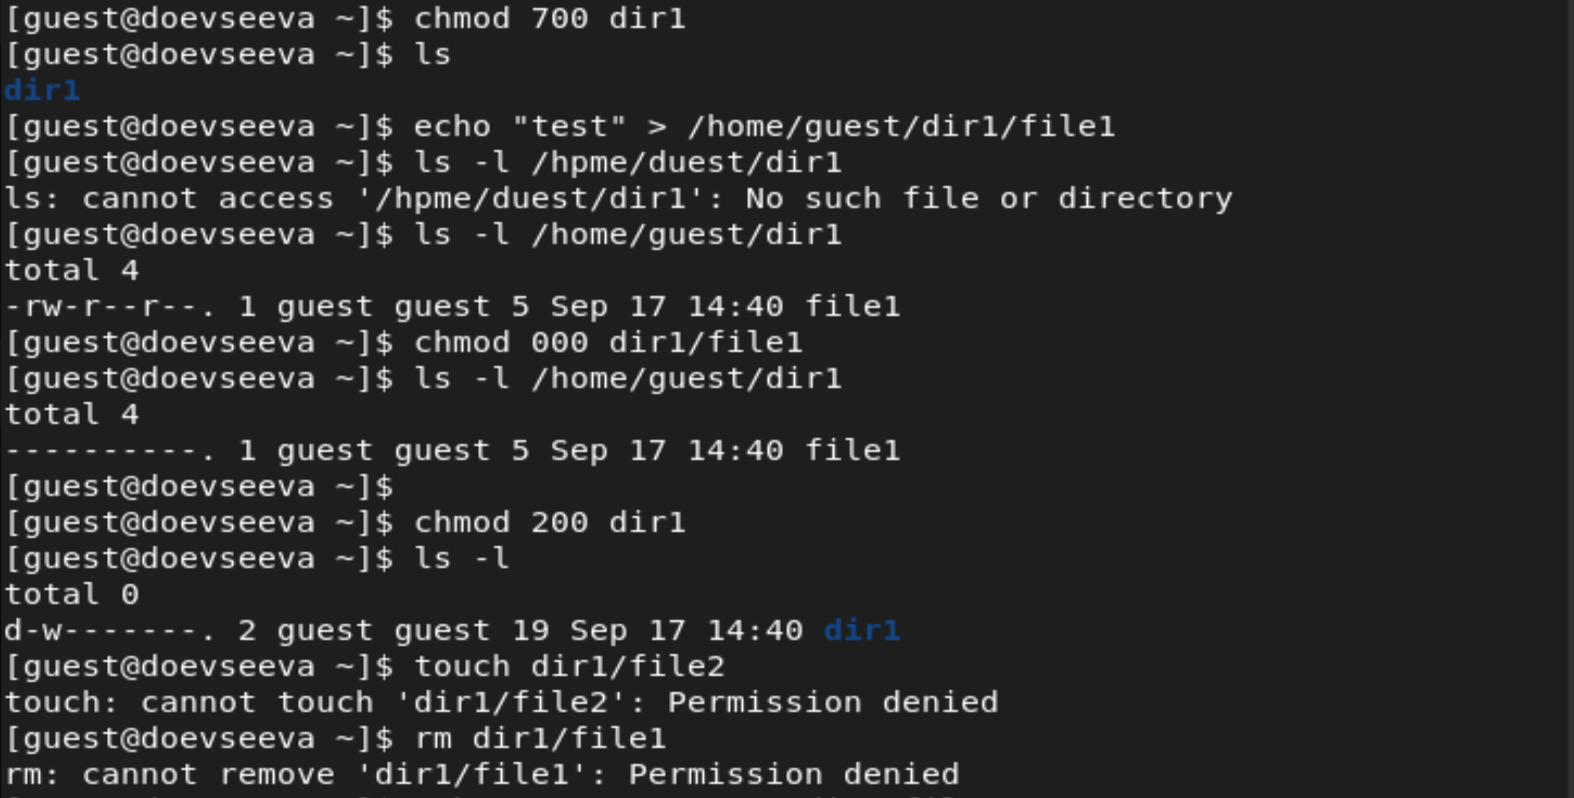 [guest@doevseeva ~]$ chmod 700 dir1
[guest@doevseeva ~]$ ls
dir1
[guest@doevseeva ~]$ echo "test" > /home/guest/dir1/file1
[guest@doevseeva ~]$ ls -l /hpme/duest/dir1
ls: cannot access '/hpme/duest/dir1': No such file or directory
[guest@doevseeva ~]$ ls -l /home/guest/dir1
total 4
-rw-r--r--. 1 guest guest 5 Sep 17 14:40 file1
[guest@doevseeva ~]$ chmod 000 dir1/file1
[guest@doevseeva ~]$ ls -l /home/guest/dir1
total 4
----------. 1 guest guest 5 Sep 17 14:40 file1
[guest@doevseeva ~]$
[guest@doevseeva ~]$ chmod 200 dir1
[guest@doevseeva ~]$ ls -l
total 0
d-w-------. 2 guest guest 19 Sep 17 14:40 dir1
[guest@doevseeva ~]$ touch dir1/file2
touch: cannot touch 'dir1/file2': Permission denied
[guest@doevseeva ~]$ rm dir1/file1
rm: cannot remove 'dir1/file1': Permission denied